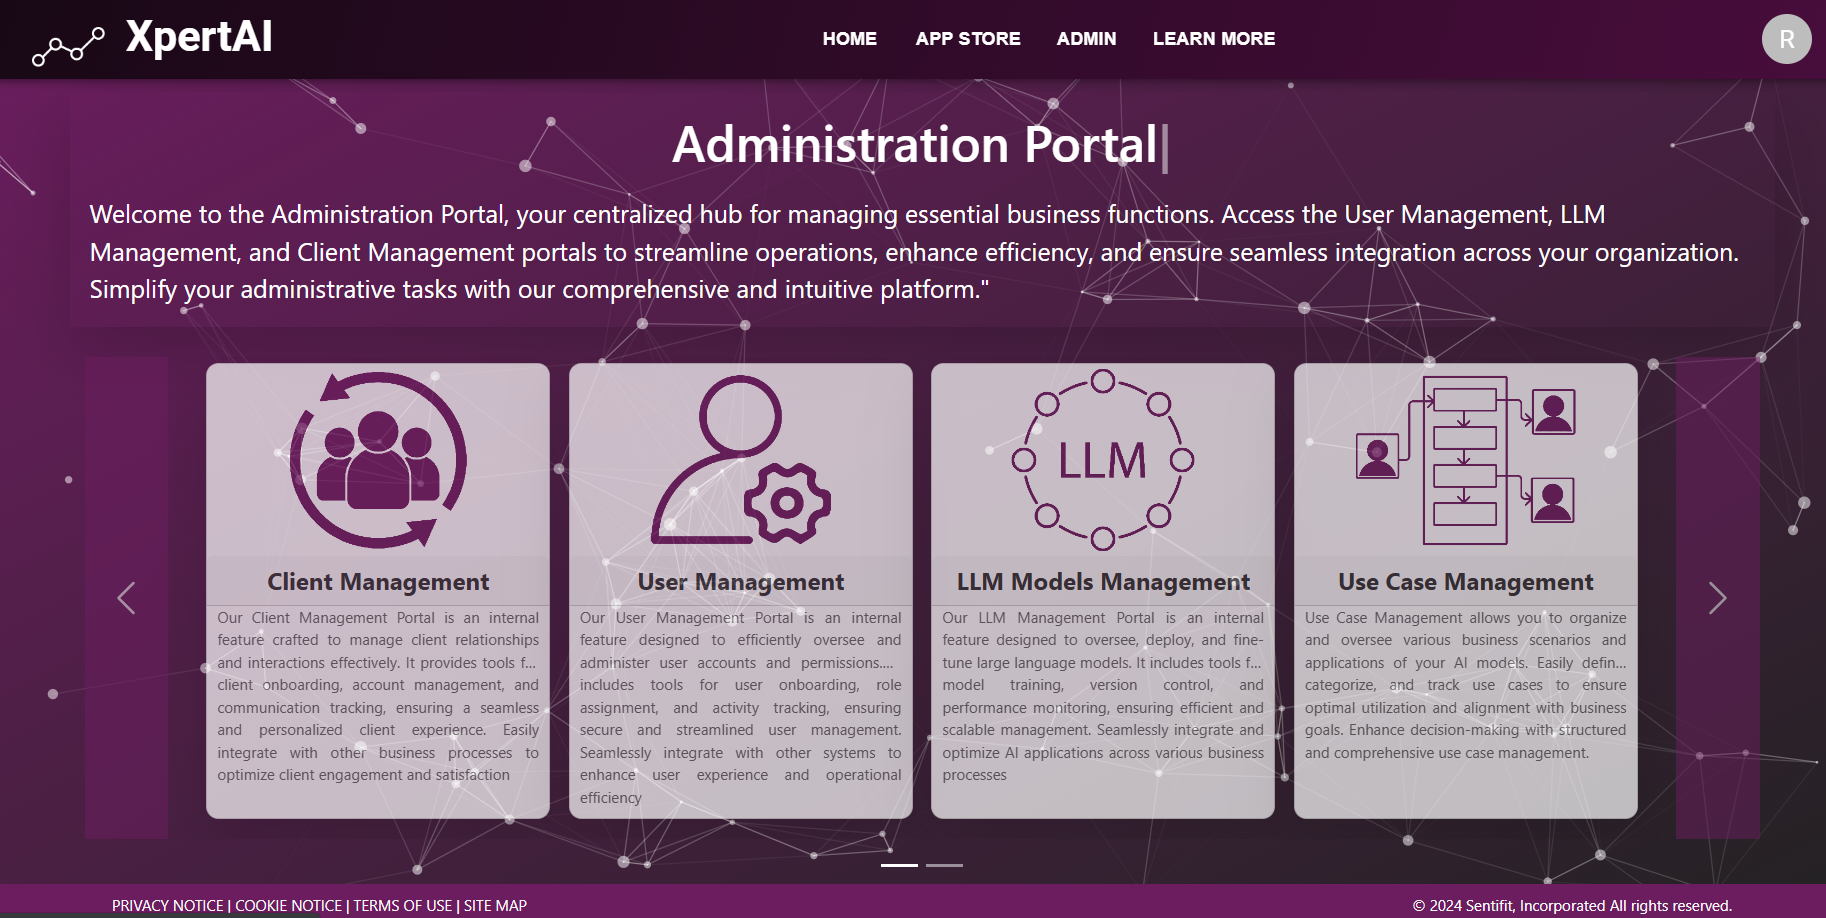 XpertAI
HOME APP STORE ADMIN LEARN MORE
R
Administration Portal
Welcome to the Administration Portal, your centralized hub for managing essential business functions. Access the User Management, LLM
Management, and Client Management portals to streamline operations, enhance efficiency, and ensure seamless integration across your organization.
Simplify your administrative tasks with our comprehensive and intuitive platform."
Client Management
Our Client Management Portal is an internal
feature crafted to manage client relationships
and interactions effectively. It provides tools f...
client onboarding, account management, and
communication tracking, ensuring a seamless
and personalized client experience. Easily
integrate with other business processes to
optimize client engagement and satisfaction
User Management
Our User Management Portal is an internal
feature designed to efficiently oversee and
administer user accounts and permissions....
includes tools for user onboarding, role
assignment, and activity tracking, ensuring
secure and streamlined user management.
Seamlessly integrate with other systems to
enhance user experience and operational
efficiency
LLM
LLM Models Management
Our LLM Management Portal is an internal
feature designed to oversee, deploy, and fine-
tune large language models. It includes tools f...
model training, version control, and
performance monitoring, ensuring efficient and
scalable management. Seamlessly integrate and
optimize AI applications across various business
processes
Use Case Management
Use Case Management allows you to organize
and oversee various business scenarios and
applications of your AI models. Easily defin...
categorize, and track use cases to ensure
optimal utilization and alignment with business
goals. Enhance decision-making with structured
and comprehensive use case management.
PRIVACY NOTICE | COOKIE NOTICE | TERMS OF USE | SITE MAP
© 2024 Sentifit, Incorporated All rights reserved.